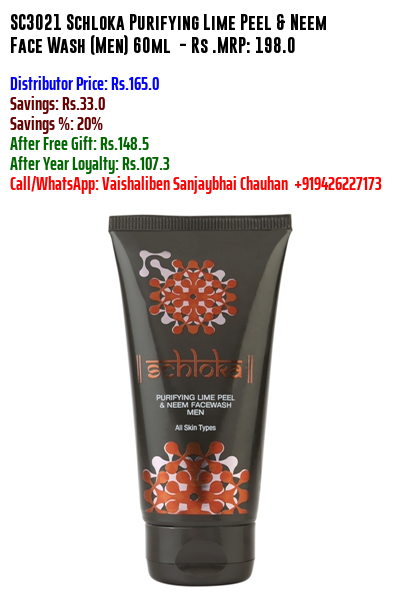 SC3021 Schloka Purifying Lime Peel & Neem
Face Wash (Men) 60ml - Rs .MRP: 198.0
Distributor Price: Rs.165.0
Savings: Rs.33.0
Savings %: 20%
After Free Gift: Rs.148.5
After Year Loyalty: Rs.107.3
Call/WhatsApp: Vaishaliben Sanjaybhai Chauhan +919426227173
schloka
PURIFYING LIME PEEL
& NEEM FACEWASH
MEN
All Skin Types